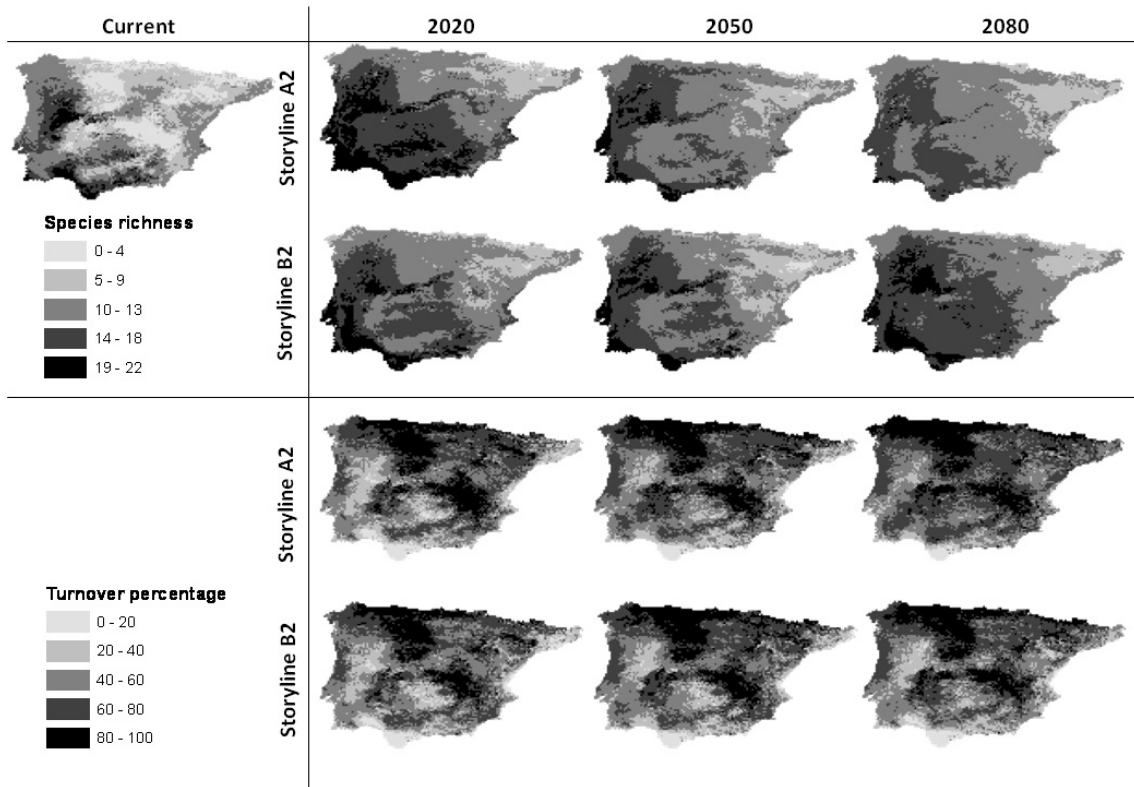 Current
2020
2050
2080
Storyline A2
Storyline B2
Species richness
0 - 4
5 - 9
10 - 13
14 - 18
19 - 22
Storyline A2
Storyline B2
Turnover percentage
0 - 20
20 - 40
40 - 60
60 - 80
80 - 100